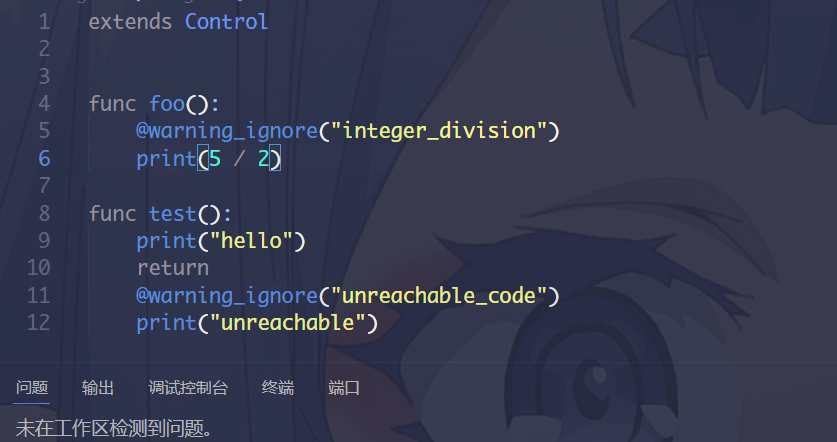 1 extends Control
2
3
4 func foo():
5 @warning_ignore("integer_division")
6 print(5 / 2)
7
8 func test():
9 print("hello")
10 return
11 @warning_ignore("unreachable_code")
12 print("unreachable")
问题 输出 调试控制台 终端 端口
未在工作区检测到问题。